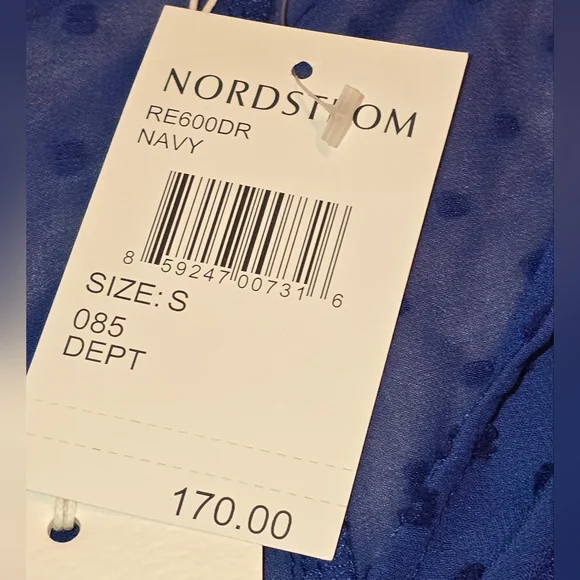 NORDSTROM
RE600DR
NAVY
8 59247 00731 6
SIZE: S
085
DEPT
170.00